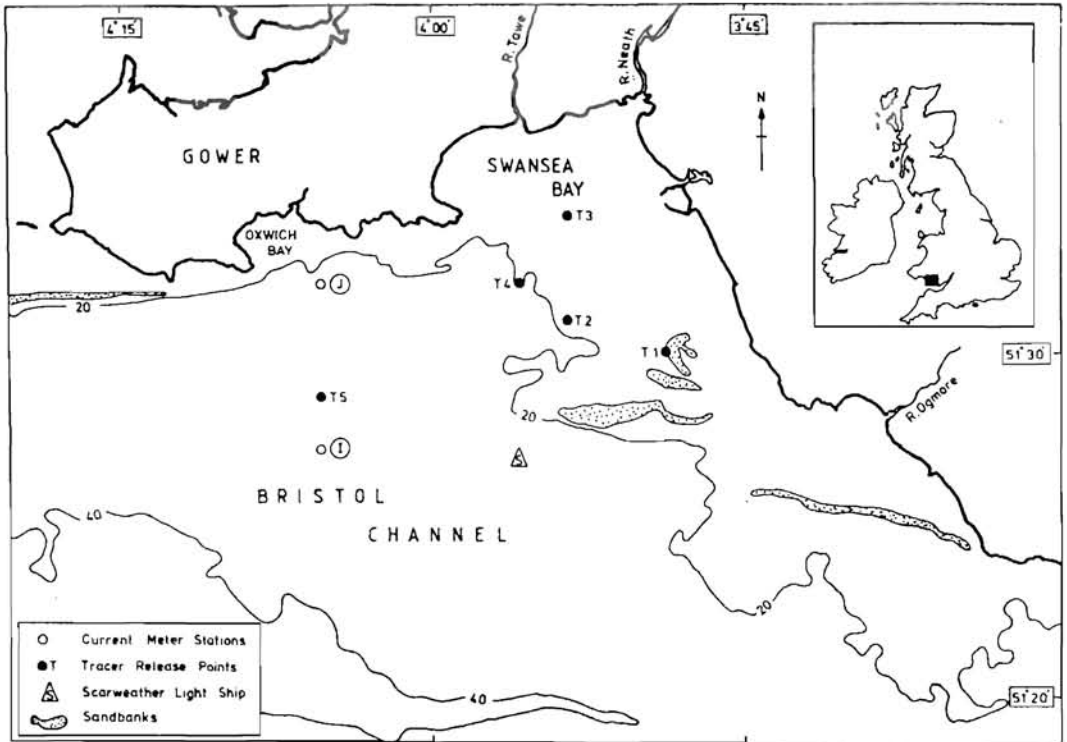 4° 15'
4° 00'
3° 45'
R. Tawe
R. Neath
N
GOWER
SWANSEA
BAY
T3
OXWICH
BAY
J
T4
20
T2
T1
51° 30'
R. Ogmore
T5
20
I
S
BRISTOL
40
CHANNEL
20
Current Meter Stations
T Tracer Release Points
S Scarweather Light Ship
Sandbanks
40
51° 20'